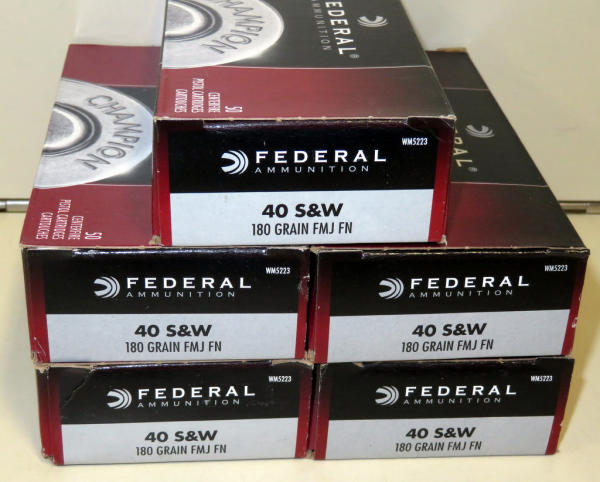 FEDERAL®
AMMUNITION
50 CENTERFIRE
PISTOL CARTRIDGES
CARTOUCHES
WM5223
FEDERAL
AMMUNITION
40 S&W
180 GRAIN FMJ FN
CHAMPION
50 CENTERFIRE
PISTOL CARTRIDGES
CARTOUCHES
WM5223
FEDERAL
AMMUNITION
40 S&W
180 GRAIN FMJ FN
WM5223
FEDERAL
AMMUNITION
40 S&W
180 GRAIN FMJ FN
WM5223
FEDERAL
AMMUNITION
40 S&W
180 GRAIN FMJ FN
WM5223
FEDERAL
AMMUNITION
40 S&W
180 GRAIN FMJ FN